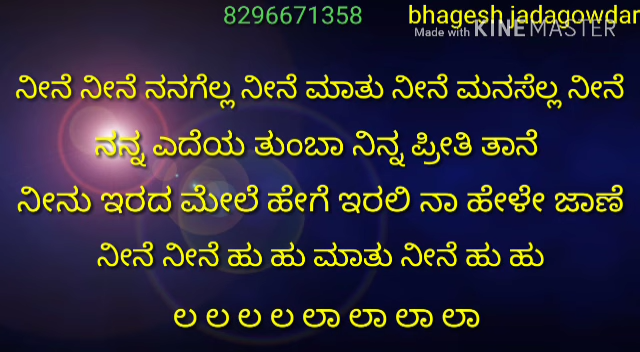 8296671358 bhagesh jadagowdar
Made with KINEMASTER
ನೀನೆ ನೀನೆ ನನಗೆಲ್ಲ ನೀನೆ ಮಾತು ನೀನೆ ಮನಸೆಲ್ಲ ನೀನೆ
ನನ್ನ ಎದೆಯ ತುಂಬಾ ನಿನ್ನ ಪ್ರೀತಿ ತಾನೆ
ನೀನು ಇರದ ಮೇಲೆ ಹೇಗೆ ಇರಲಿ ನಾ ಹೇಳೇ ಜಾಣೆ
ನೀನೆ ನೀನೆ ಹು ಹು ಮಾತು ನೀನೆ ಹು ಹು
ಲ ಲ ಲ ಲ ಲಾ ಲಾ ಲಾ ಲಾ